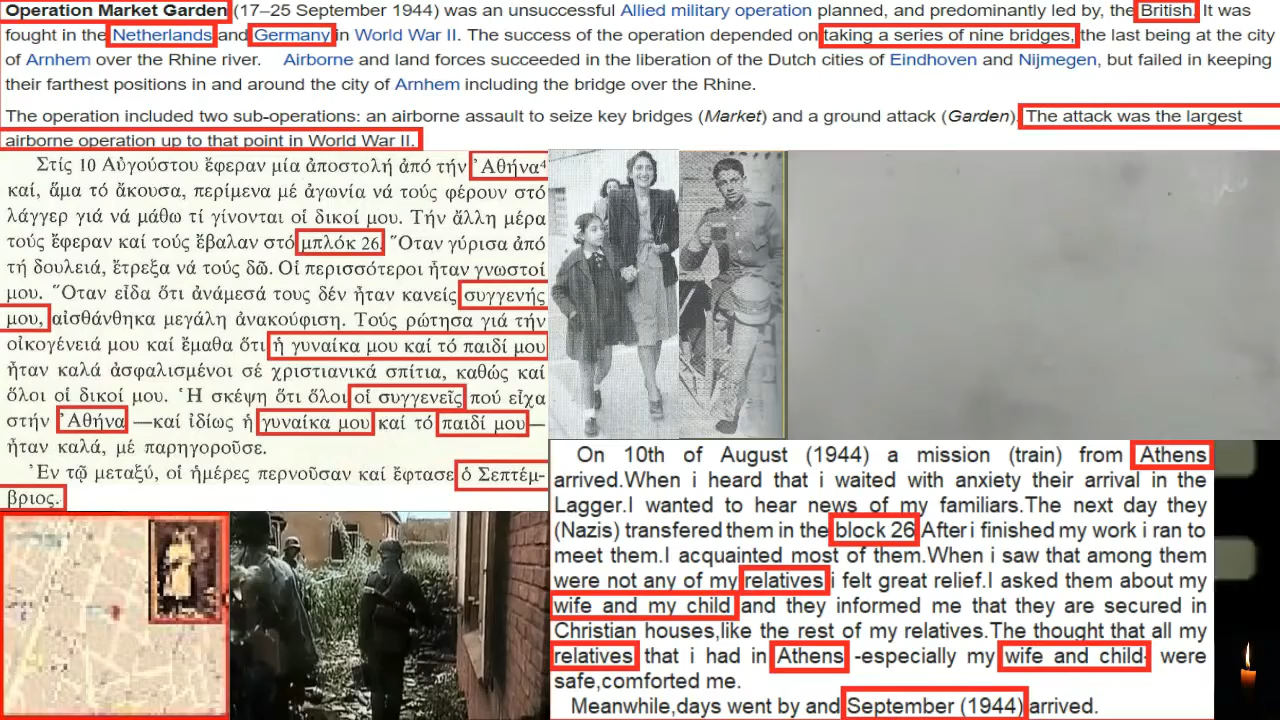 Operation Market Garden (17–25 September 1944) was an unsuccessful Allied military operation planned, and predominantly led by, the British. It was
fought in the Netherlands and Germany in World War II. The success of the operation depended on taking a series of nine bridges, the last being at the city
of Arnhem over the Rhine river. Airborne and land forces succeeded in the liberation of the Dutch cities of Eindhoven and Nijmegen, but failed in keeping
their farthest positions in and around the city of Arnhem including the bridge over the Rhine.
The operation included two sub-operations: an airborne assault to seize key bridges (Market) and a ground attack (Garden). The attack was the largest
airborne operation up to that point in World War II.
Στίς 10 Αὐγούστου ἔφεραν μία ἀποστολή ἀπό τήν Ἀθήνα⁴
καί, ἅμα τό ἄκουσα, περίμενα μέ ἀγωνία νά τούς φέρουν στό
λάγγερ γιά νά μάθω τί γίνονται οἱ δικοί μου. Τήν ἄλλη μέρα
τούς ἔφεραν καί τούς ἔβαλαν στό μπλόκ 26. Ὅταν γύρισα ἀπό
τή δουλειά, ἔτρεξα νά τούς δῶ. Οἱ περισσότεροι ἦταν γνωστοί
μου. Ὅταν εἶδα ὅτι ἀνάμεσά τους δέν ἦταν κανείς συγγενής
μου, αἰσθάνθηκα μεγάλη ἀνακούφιση. Τούς ρώτησα γιά τήν
οἰκογένειά μου καί ἔμαθα ὅτι ἡ γυναίκα μου καί τό παιδί μου
ἦταν καλά ἀσφαλισμένοι σέ χριστιανικά σπίτια, καθώς καί
ὅλοι οἱ δικοί μου. Ἡ σκέψη ὅτι ὅλοι οἱ συγγενεῖς πού εἶχα
στήν Ἀθήνα —καί ἰδίως ἡ γυναίκα μου καί τό παιδί μου—
ἦταν καλά, μέ παρηγοροῦσε.
Ἐν τῷ μεταξύ, οἱ ἡμέρες περνοῦσαν καί ἔφτασε ὁ Σεπτέμ-
βριος.
On 10th of August (1944) a mission (train) from Athens
arrived.When i heard that i waited with anxiety their arrival in the
Lagger.I wanted to hear news of my familiars.The next day they
(Nazis) transfered them in the block 26 After i finished my work i ran to
meet them.I acquainted most of them.When i saw that among them
were not any of my relatives i felt great relief.I asked them about my
wife and my child and they informed me that they are secured in
Christian houses,like the rest of my relatives.The thought that all my
relatives that i had in Athens -especially my wife and child- were
safe,comforted me.
Meanwhile,days went by and September (1944) arrived.